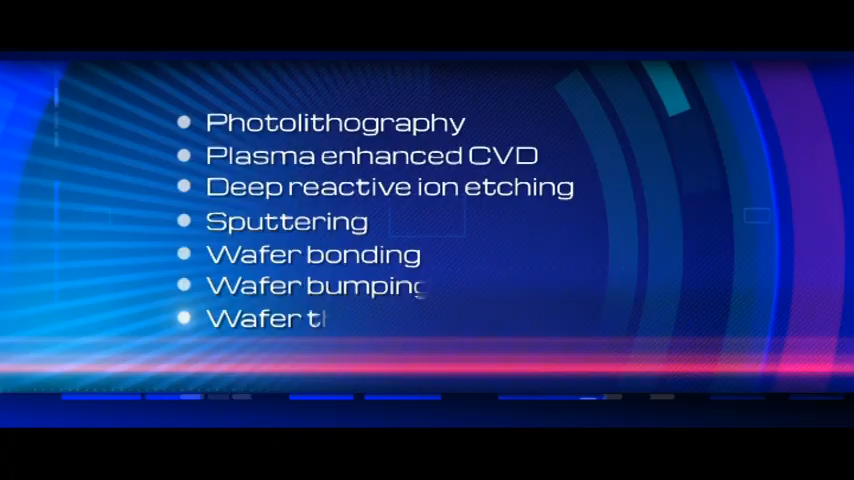 Photolithography
Plasma enhanced CVD
Deep reactive ion etching
Sputtering
Wafer bonding
Wafer bumping
Wafer